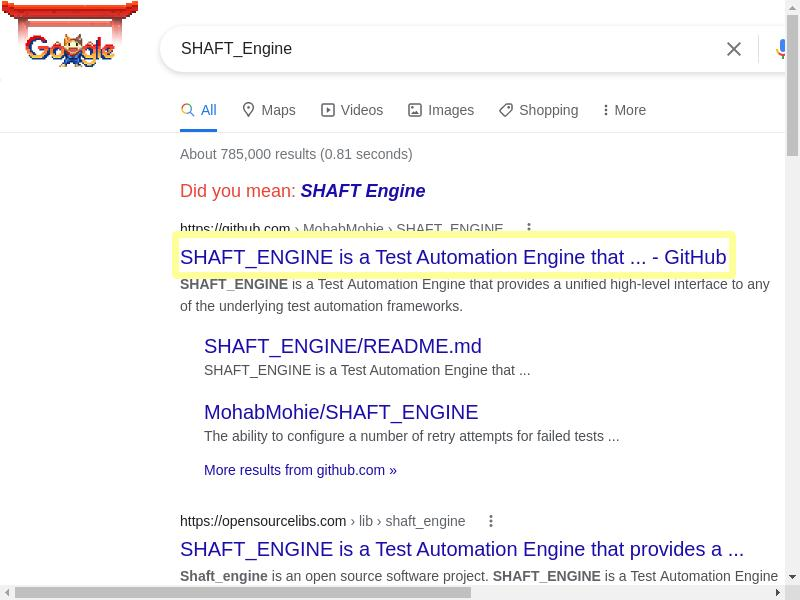 Google
SHAFT_Engine
All
Maps
Videos
Images
Shopping
More
About 785,000 results (0.81 seconds)
Did you mean: SHAFT Engine
https://github.com › MohabMohie › SHAFT_ENGINE
SHAFT_ENGINE is a Test Automation Engine that ... - GitHub
SHAFT_ENGINE is a Test Automation Engine that provides a unified high-level interface to any
of the underlying test automation frameworks.
SHAFT_ENGINE/README.md
SHAFT_ENGINE is a Test Automation Engine that ...
MohabMohie/SHAFT_ENGINE
The ability to configure a number of retry attempts for failed tests ...
More results from github.com »
https://opensourcelibs.com › lib › shaft_engine
SHAFT_ENGINE is a Test Automation Engine that provides a ...
Shaft_engine is an open source software project. SHAFT_ENGINE is a Test Automation Engine